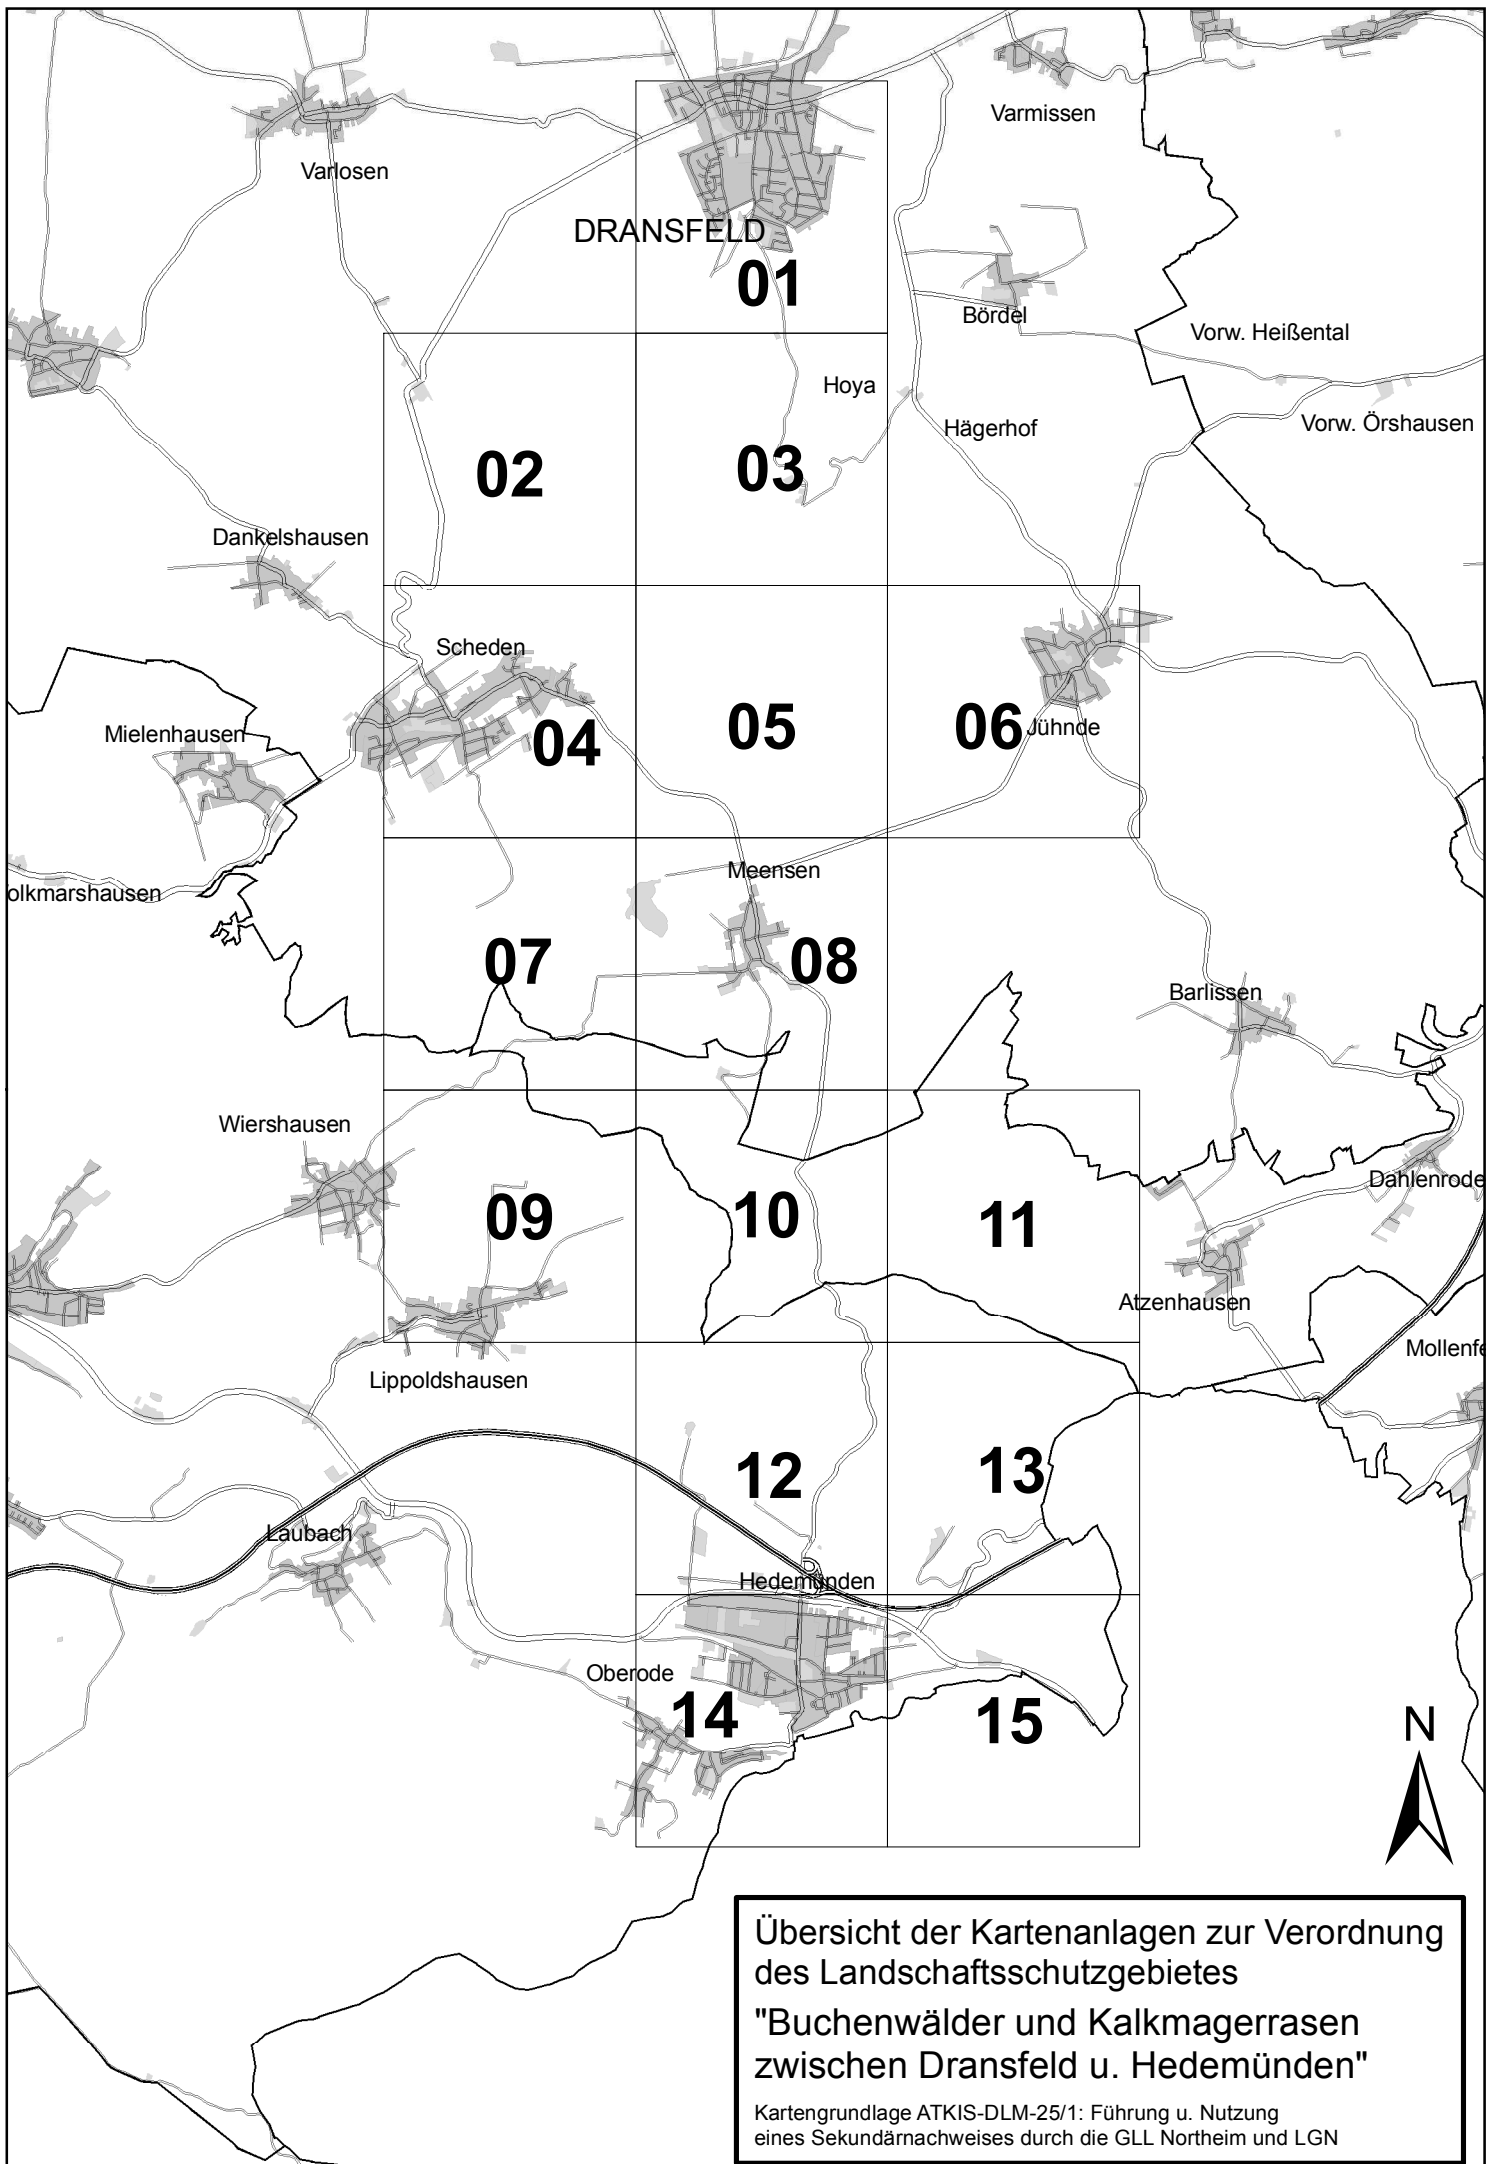 Varmissen
Varlosen
DRANSFELD
01
Bördel
Vorw. Heißental
Hoya
Hägerhof
Vorw. Örshausen
02
03
Dankelshausen
Scheden
Mielenhausen
04
05
06
Jühnde
Meensen
olkmarshausen
07
08
Barlissen
Wiershausen
Dahlenrode
09
10
11
Atzenhausen
Mollenfe
Lippoldshausen
12
13
Laubach
Hedemünden
Oberode
14
15
N
Übersicht der Kartenanlagen zur Verordnung
des Landschaftsschutzgebietes
"Buchenwälder und Kalkmagerrasen
zwischen Dransfeld u. Hedemünden"
Kartengrundlage ATKIS-DLM-25/1: Führung u. Nutzung
eines Sekundärnachweises durch die GLL Northeim und LGN